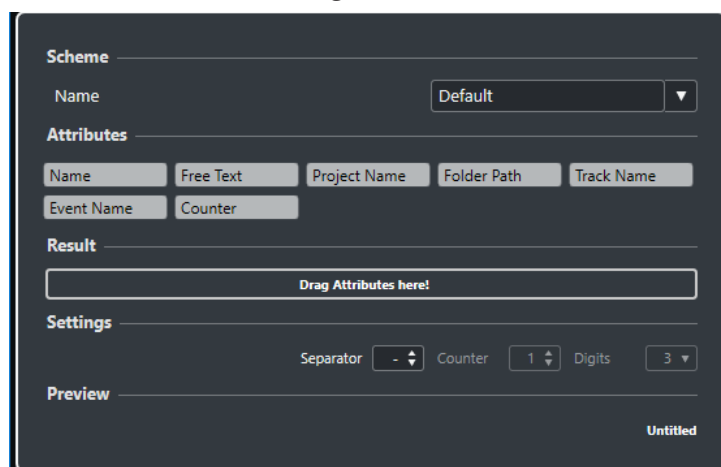 Scheme
Name Default
Attributes
Name Free Text Project Name Folder Path Track Name
Event Name Counter
Result
Drag Attributes here!
Settings
Separator - Counter 1 Digits 3
Preview
Untitled